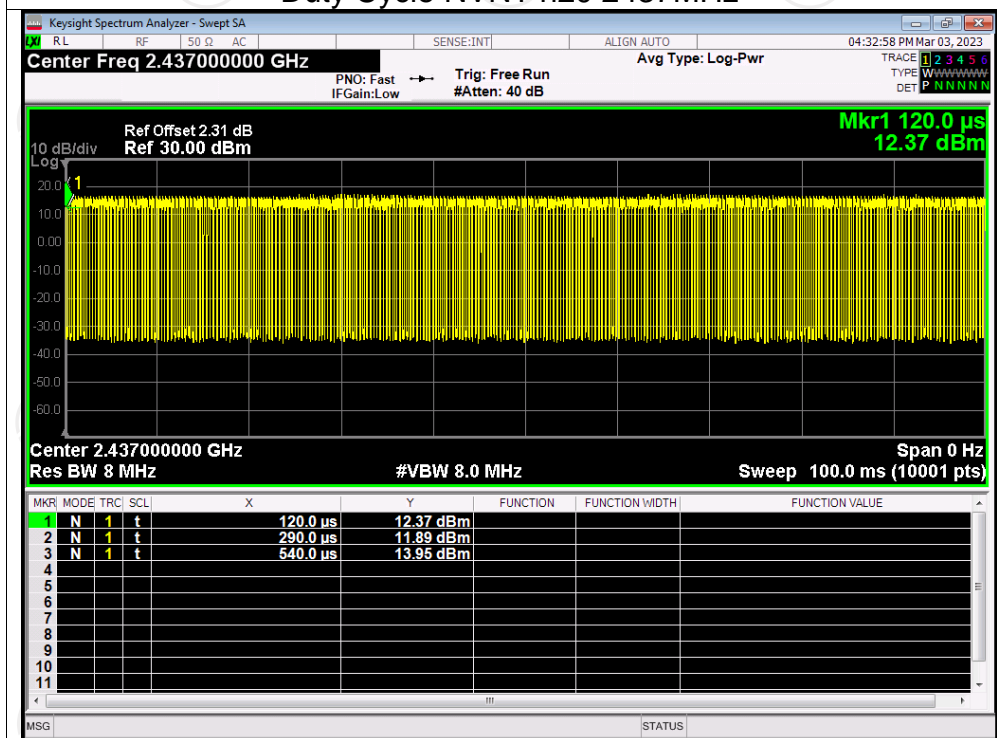 Keysight Spectrum Analyzer - Swept SA
LXI RL RF 50 Ω AC SENSE:INT ALIGN AUTO 04:32:58 PM Mar 03, 2023
Center Freq 2.437000000 GHz Avg Type: Log-Pwr TRACE 1 2 3 4 5 6
PNO: Fast Trig: Free Run TYPE WWWWWW
IFGain:Low #Atten: 40 dB DET P N N N N N
Mkr1 120.0 µs
Ref Offset 2.31 dB
10 dB/div Ref 30.00 dBm 12.37 dBm
Log
1
20.0
10.0
0.00
-10.0
-20.0
-30.0
-40.0
-50.0
-60.0
Center 2.437000000 GHz Span 0 Hz
Res BW 8 MHz #VBW 8.0 MHz Sweep 100.0 ms (10001 pts)
MKR MODE TRC SCL X Y FUNCTION FUNCTION WIDTH FUNCTION VALUE
1 N 1 t 120.0 µs 12.37 dBm
2 N 1 t 290.0 µs 11.89 dBm
3 N 1 t 540.0 µs 13.95 dBm
4
5
6
7
8
9
10
11
MSG STATUS